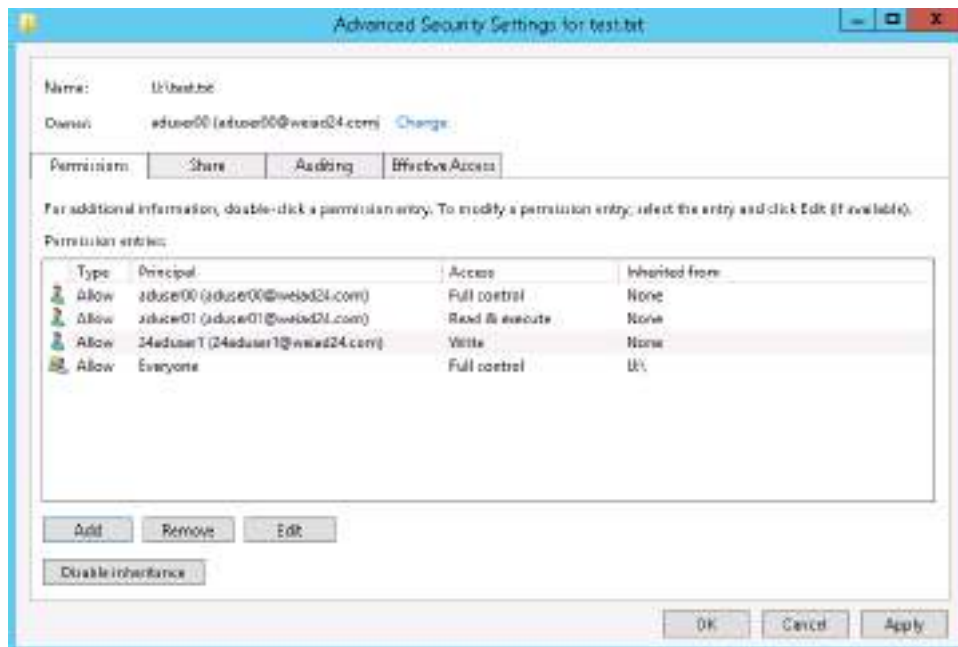 Advanced Security Settings for test.txt
Name: U:\test.txt
Owner: aduser00 (aduser00@weiad24.com) Change
Permissions Share Auditing Effective Access
For additional information, double-click a permission entry. To modify a permission entry, select the entry and click Edit (if available).
Permission entries:
Type Principal Access Inherited from
Allow aduser00 (aduser00@weiad24.com) Full control None
Allow aduser01 (aduser01@weiad24.com) Read & execute None
Allow 24aduser1 (24aduser1@weiad24.com) Write None
Allow Everyone Full control U:\
Add Remove Edit
Disable inheritance
OK Cancel Apply